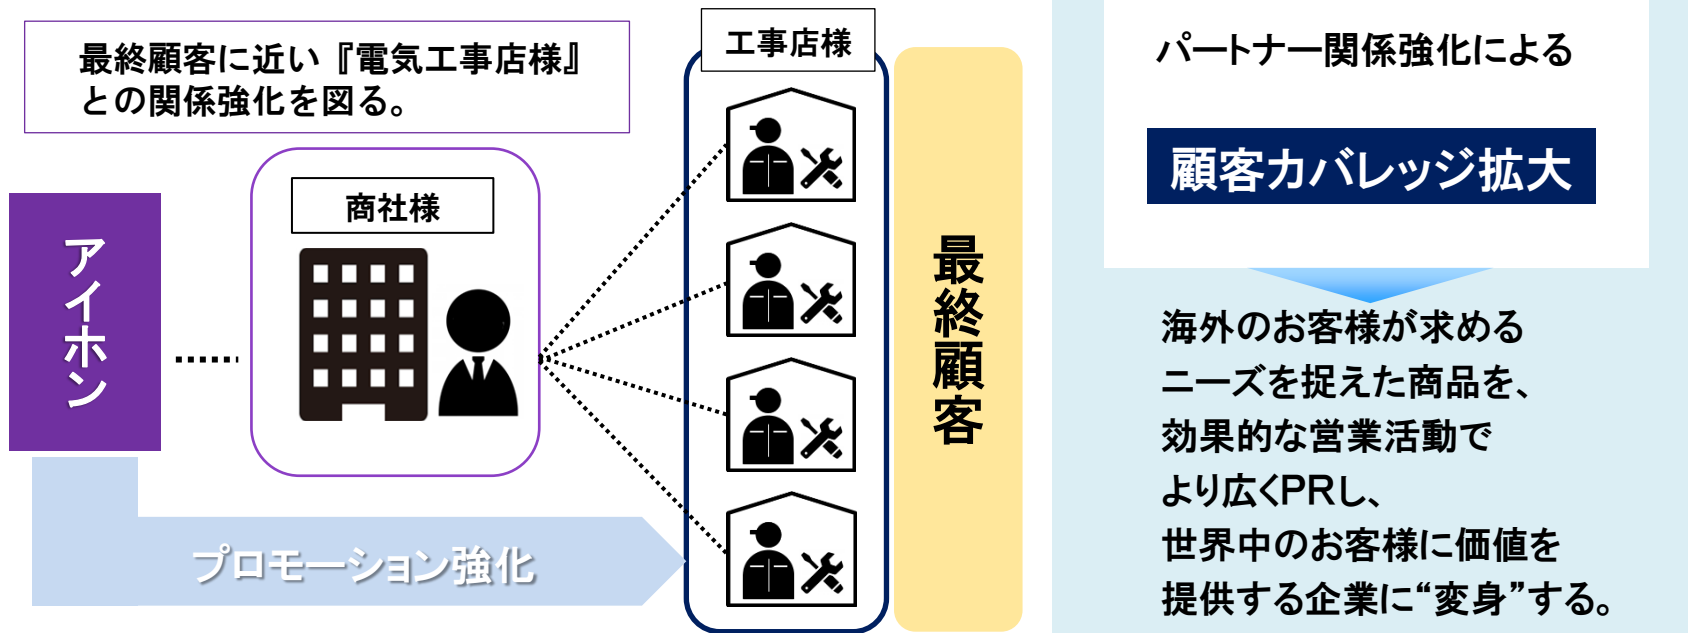 最終顧客に近い『電気工事店様』
との関係強化を図る。
アイホン
商社様
工事店様
最終顧客
プロモーション強化
パートナー関係強化による
顧客カバレッジ拡大
海外のお客様が求める
ニーズを捉えた商品を、
効果的な営業活動で
より広くPRし、
世界中のお客様に価値を
提供する企業に“変身”する。